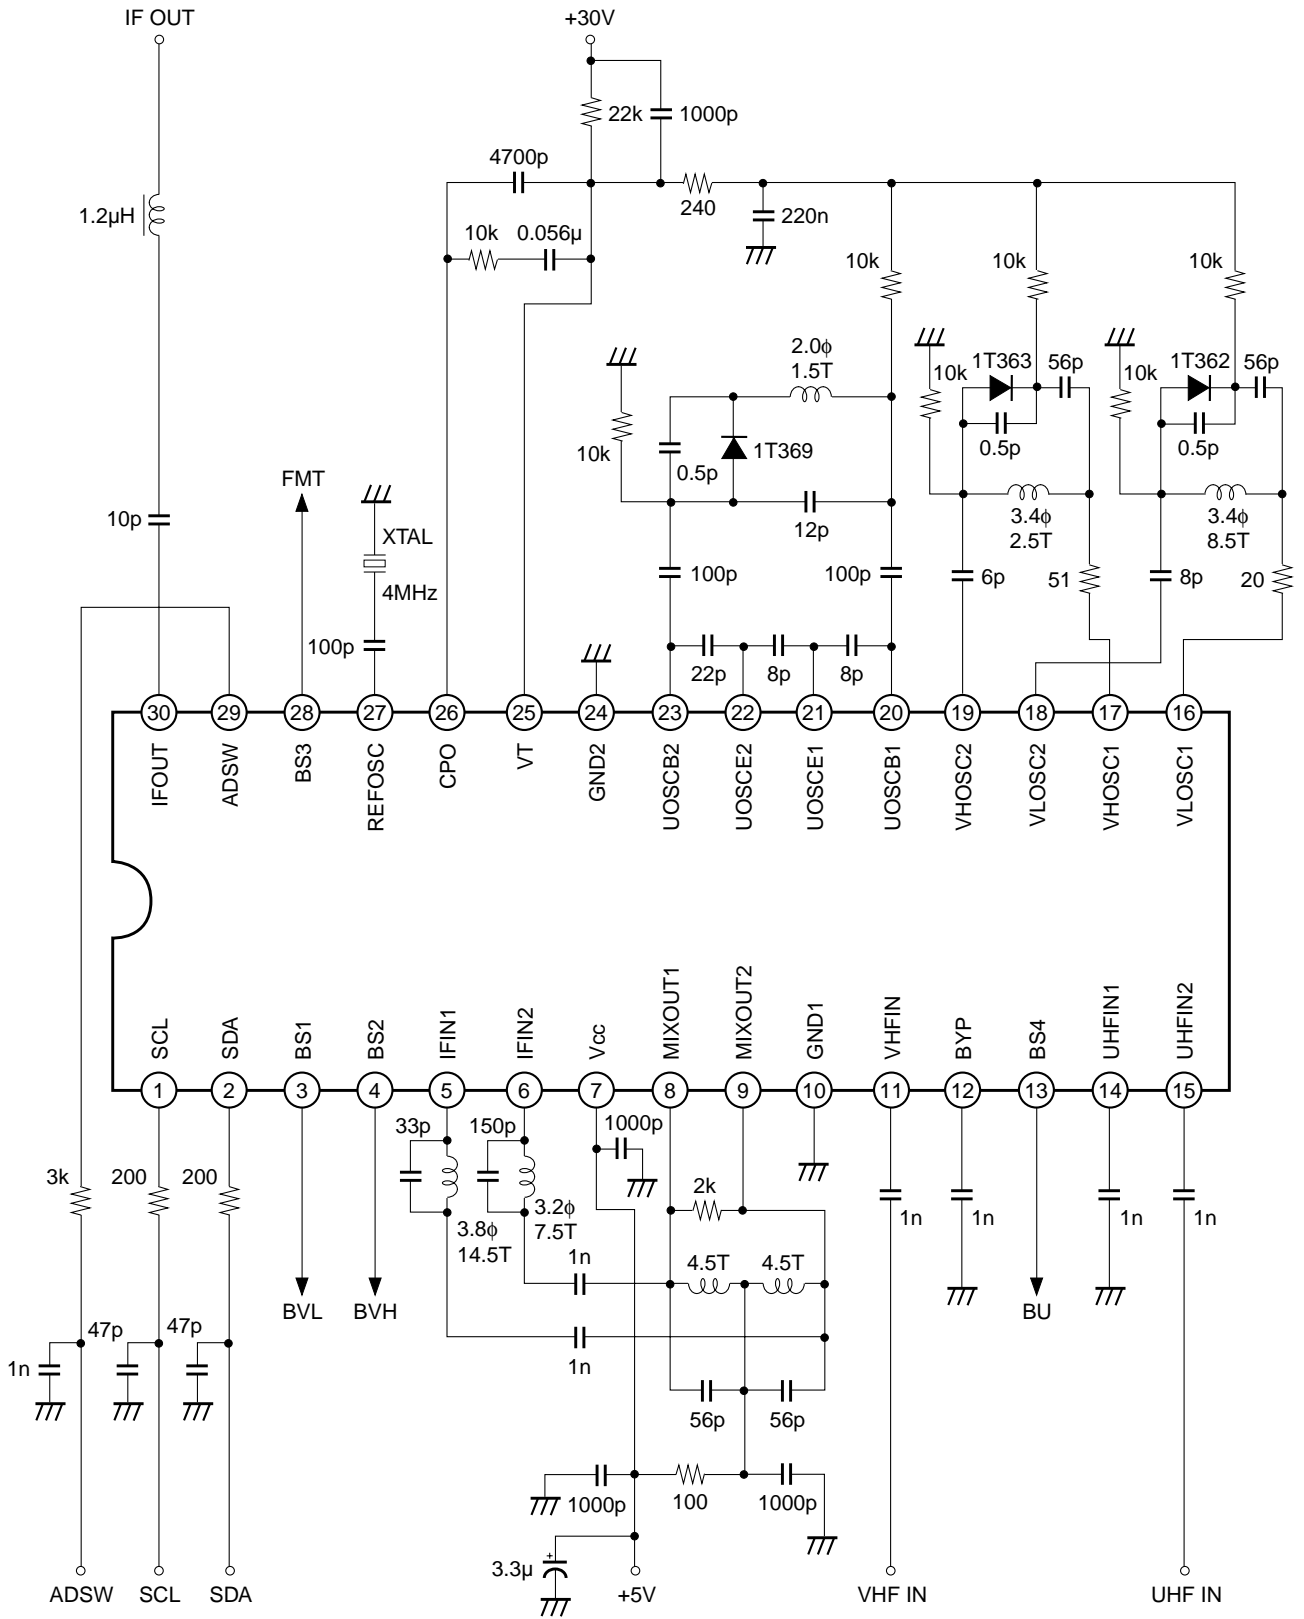 IF OUT
+30V
22k
1000p
4700p
1.2µH
240
220n
10k
0.056µ
10k
10k
10k
2.0ϕ
1.5T
10k
1T363
56p
10k
1T362
56p
0.5p
0.5p
10k
0.5p
1T369
FMT
10p
XTAL
12p
3.4ϕ
2.5T
3.4ϕ
8.5T
4MHz
100p
100p
6p
51
8p
20
100p
22p
8p
8p
30
29
28
27
26
25
24
23
22
21
20
19
18
17
16
IFOUT
ADSW
BS3
REFOSC
CPO
VT
GND2
UOSCB2
UOSCE2
UOSCE1
UOSCB1
VHOSC2
VLOSC2
VHOSC1
VLOSC1
SCL
SDA
BS1
BS2
IFIN1
IFIN2
Vcc
MIXOUT1
MIXOUT2
GND1
VHFIN
BYP
BS4
UHFIN1
UHFIN2
1
2
3
4
5
6
7
8
9
10
11
12
13
14
15
33p
150p
1000p
3k
200
200
2k
3.8ϕ
14.5T
3.2ϕ
7.5T
1n
1n
1n
1n
1n
4.5T
4.5T
BVL
BVH
BU
47p
47p
1n
1n
56p
56p
1000p
100
1000p
3.3µ
+
ADSW
SCL
SDA
+5V
VHF IN
UHF IN